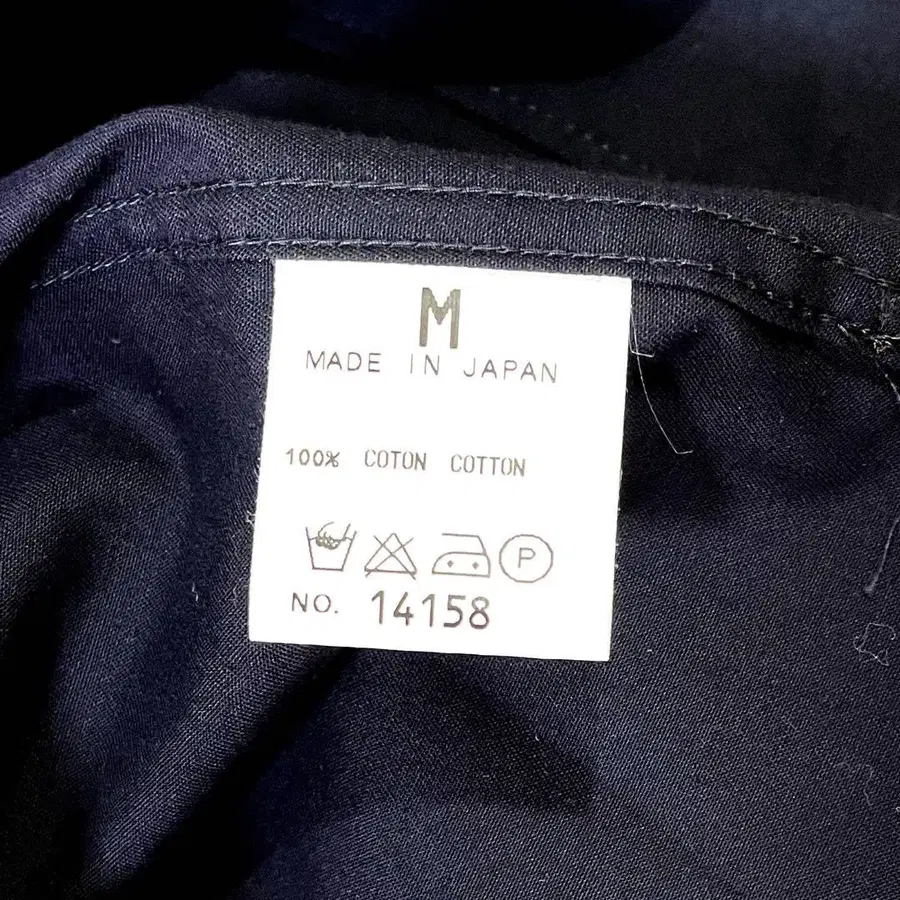 M
MADE IN JAPAN
100% COTON COTTON
P
NO. 14158